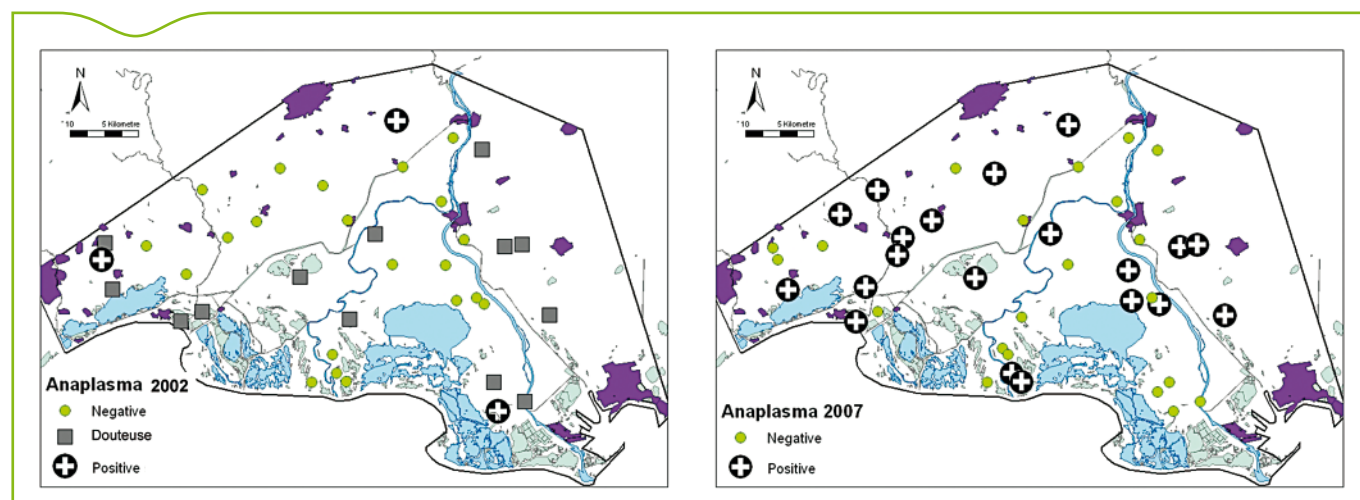 N
10 5 Kilometre
Anaplasma 2002
Negative
Douteuse
Positive
N
10 5 Kilometre
Anaplasma 2007
Negative
Positive